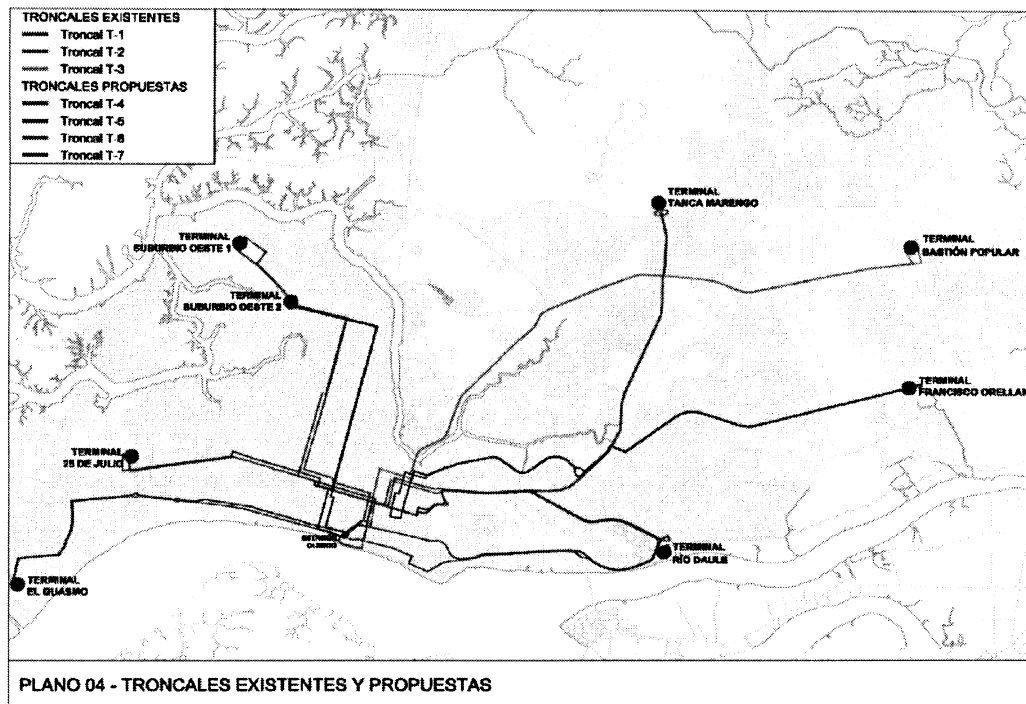 TRONCALES EXISTENTES
Troncal T-1
Troncal T-2
Troncal T-3
TRONCALES PROPUESTAS
Troncal T-4
Troncal T-5
Troncal T-6
Troncal T-7
TERMINAL
TANCA MARENGO
TERMINAL
SUBURBIO OESTE 1
TERMINAL
BASTIÓN POPULAR
TERMINAL
SUBURBIO OESTE 2
TERMINAL
FRANCISCO ORELLAN
TERMINAL
25 DE JULIO
TERMINAL
RÍO DAULE
TERMINAL
EL GUASMO
PLANO 04 - TRONCALES EXISTENTES Y PROPUESTAS